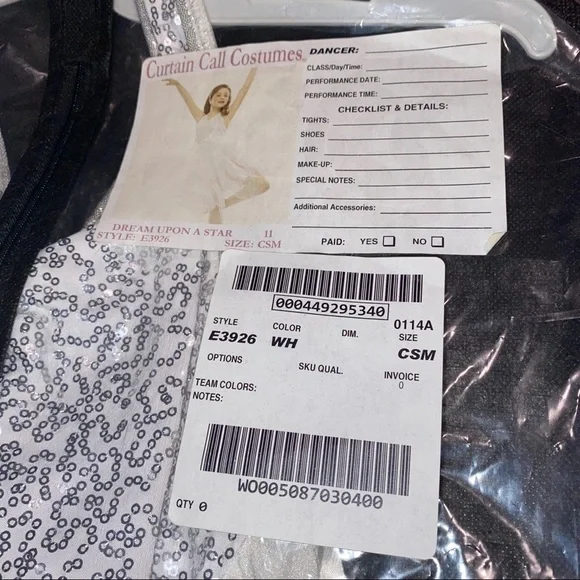 Curtain Call Costumes®
DANCER:
CLASS/Day/Time:
PERFORMANCE DATE:
PERFORMANCE TIME:
CHECKLIST & DETAILS:
TIGHTS:
SHOES
HAIR:
MAKE-UP:
SPECIAL NOTES:
Additional Accessories:
PAID: YES NO
DREAM UPON A STAR 11
STYLE: E3926 SIZE: CSM
000449295340
0114A
STYLE COLOR DIM. SIZE
E3926 WH CSM
OPTIONS SKU QUAL. INVOICE
0
TEAM COLORS:
NOTES:
WO005087030400
QTY 0